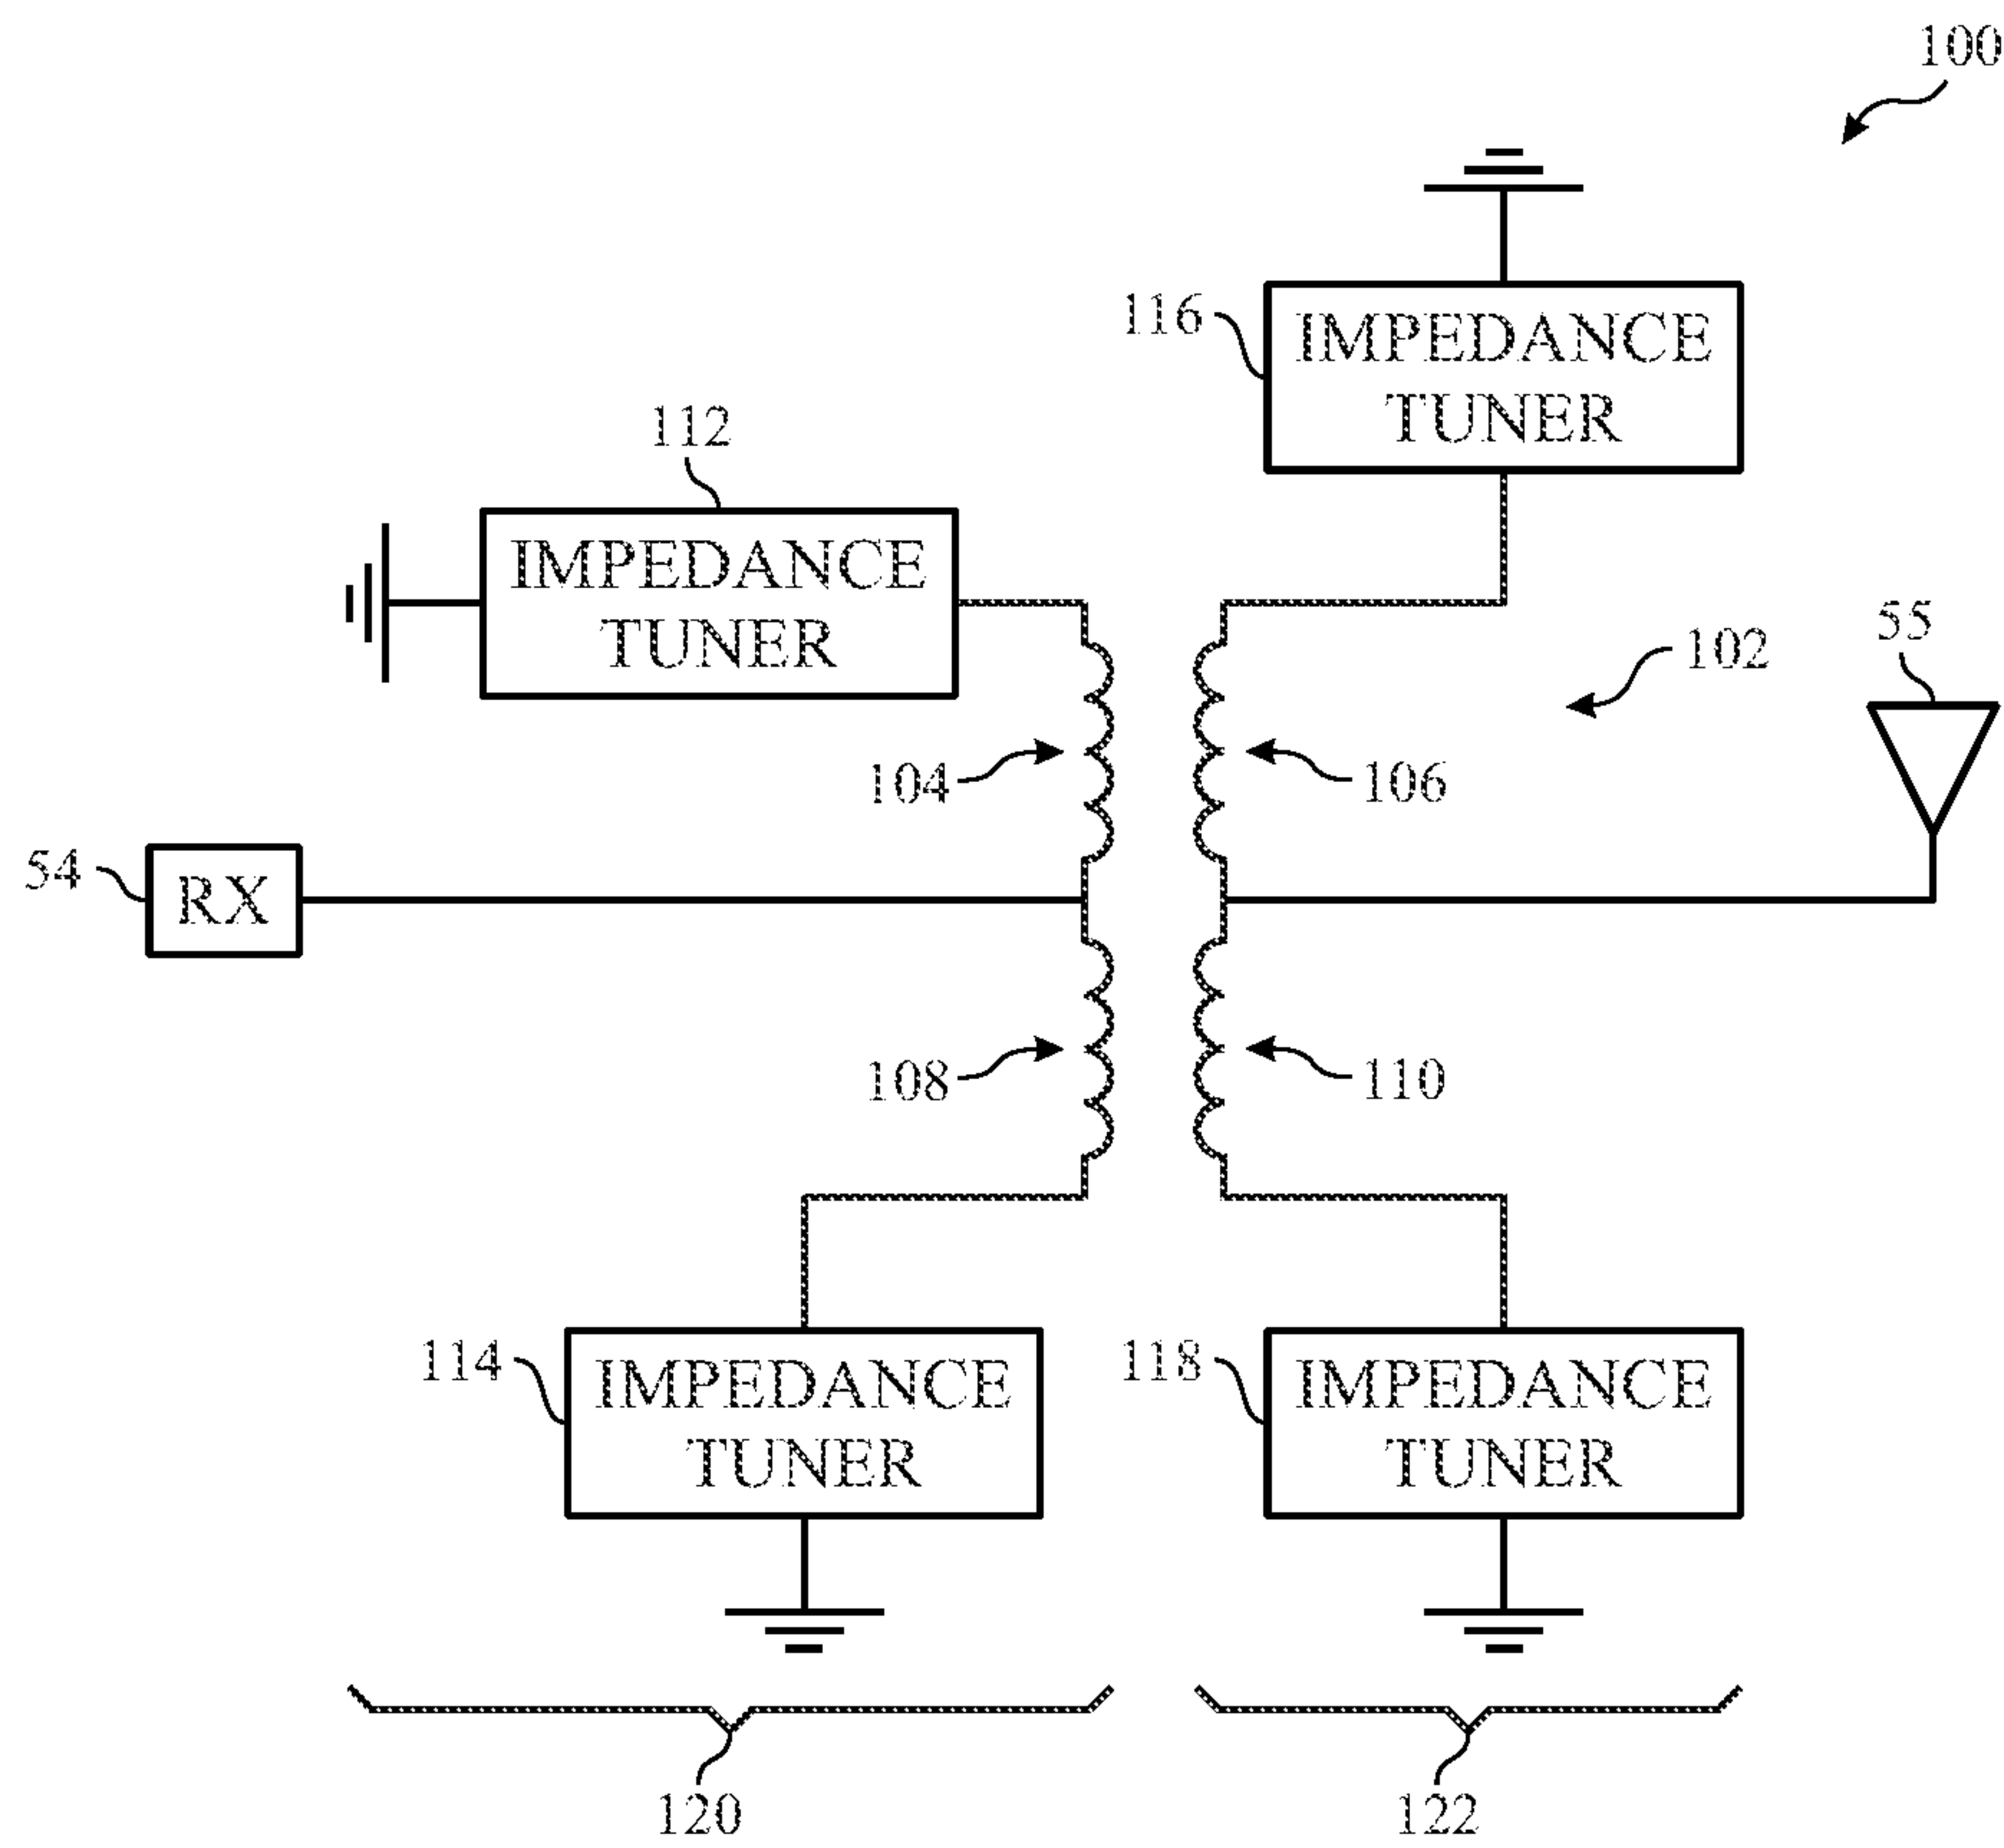 100
116
IMPEDANCE
TUNER
112
IMPEDANCE
TUNER
55
102
104
106
54
RX
108
110
114
IMPEDANCE
TUNER
118
IMPEDANCE
TUNER
120
122